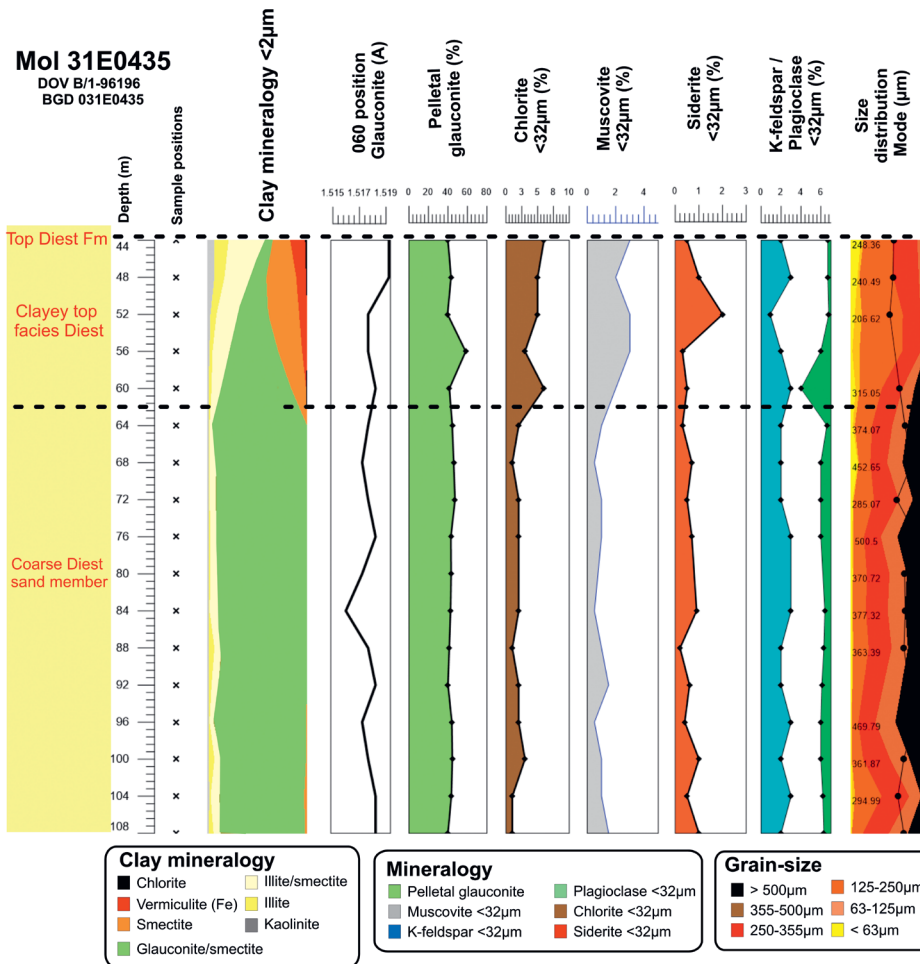 Mol 31E0435
DOV B/1-96196
BGD 031E0435
Depth (m)
Sample positions
Clay mineralogy <2µm
060 position
Glauconite (A)
Pelletal
glauconite (%)
Chlorite
<32µm (%)
Muscovite
<32µm (%)
Siderite
<32µm (%)
K-feldspar /
Plagioclase
<32µm (%)
Size
distribution
Mode (µm)
1.515 1.517 1.519
0 20 40 60 80
0 3 5 8 10
0 2 4
0 1 2 3
0 2 4 6
Top Diest Fm
Clayey top
facies Diest
Coarse Diest
sand member
44
48
52
56
60
64
68
72
76
80
84
88
92
96
100
104
108
248.36
240.49
206.62
315.05
374.07
452.65
285.07
500.5
370.72
377.32
363.39
469.79
361.87
294.99
Clay mineralogy
Chlorite
Vermiculite (Fe)
Smectite
Glauconite/smectite
Illite/smectite
Illite
Kaolinite
Mineralogy
Pelletal glauconite
Muscovite <32µm
K-feldspar <32µm
Plagioclase <32µm
Chlorite <32µm
Siderite <32µm
Grain-size
> 500µm
355-500µm
250-355µm
125-250µm
63-125µm
< 63µm